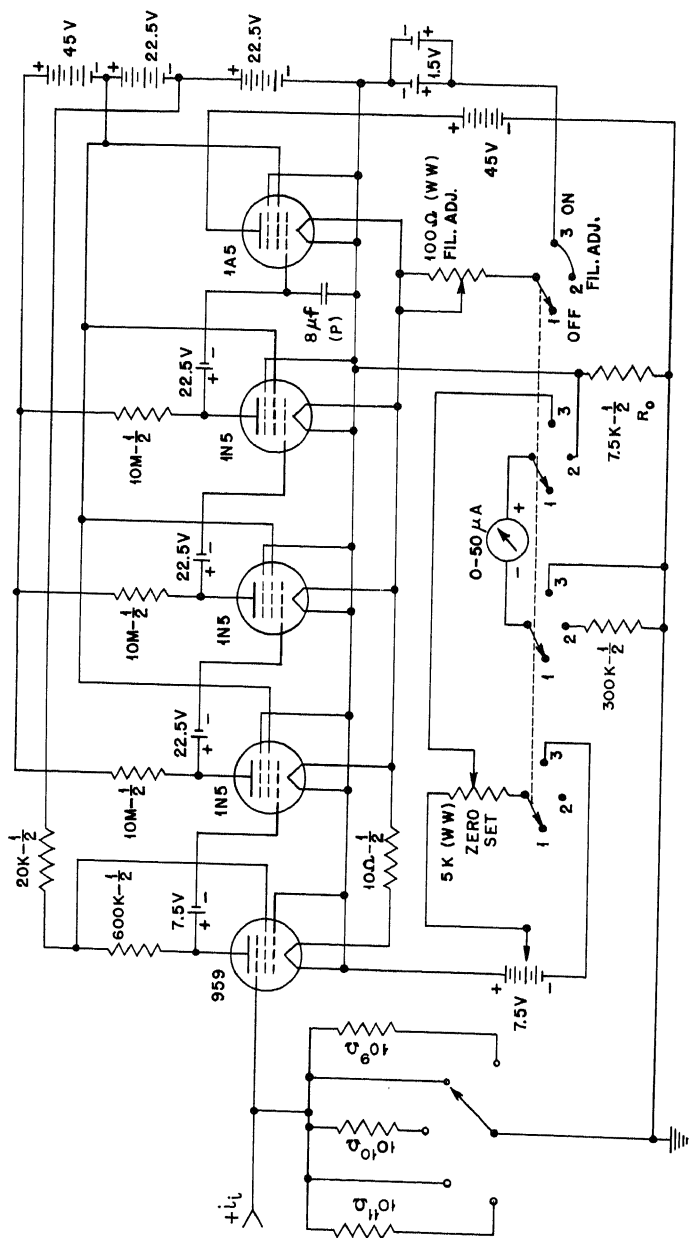 +i_i
10¹¹Ω
10¹⁰Ω
10⁹Ω
959
20K-½
600K-½
7.5V
+ -
10Ω-½
+
7.5V
-
5K (WW)
ZERO
SET
1
2
3
10M-½
22.5V
+ -
1N5
10M-½
22.5V
+ -
1N5
10M-½
22.5V
+ -
1N5
8µf
(P)
1A5
300K-½
1
2
3
0-50 µA
- +
1
2
3
7.5K-½
R₀
100Ω (WW)
FIL. ADJ.
1
OFF
2
FIL. ADJ.
3 ON
+
45V
-
+
45V
-
+
22.5V
-
+
22.5V
-
- -
1.5V
+ +